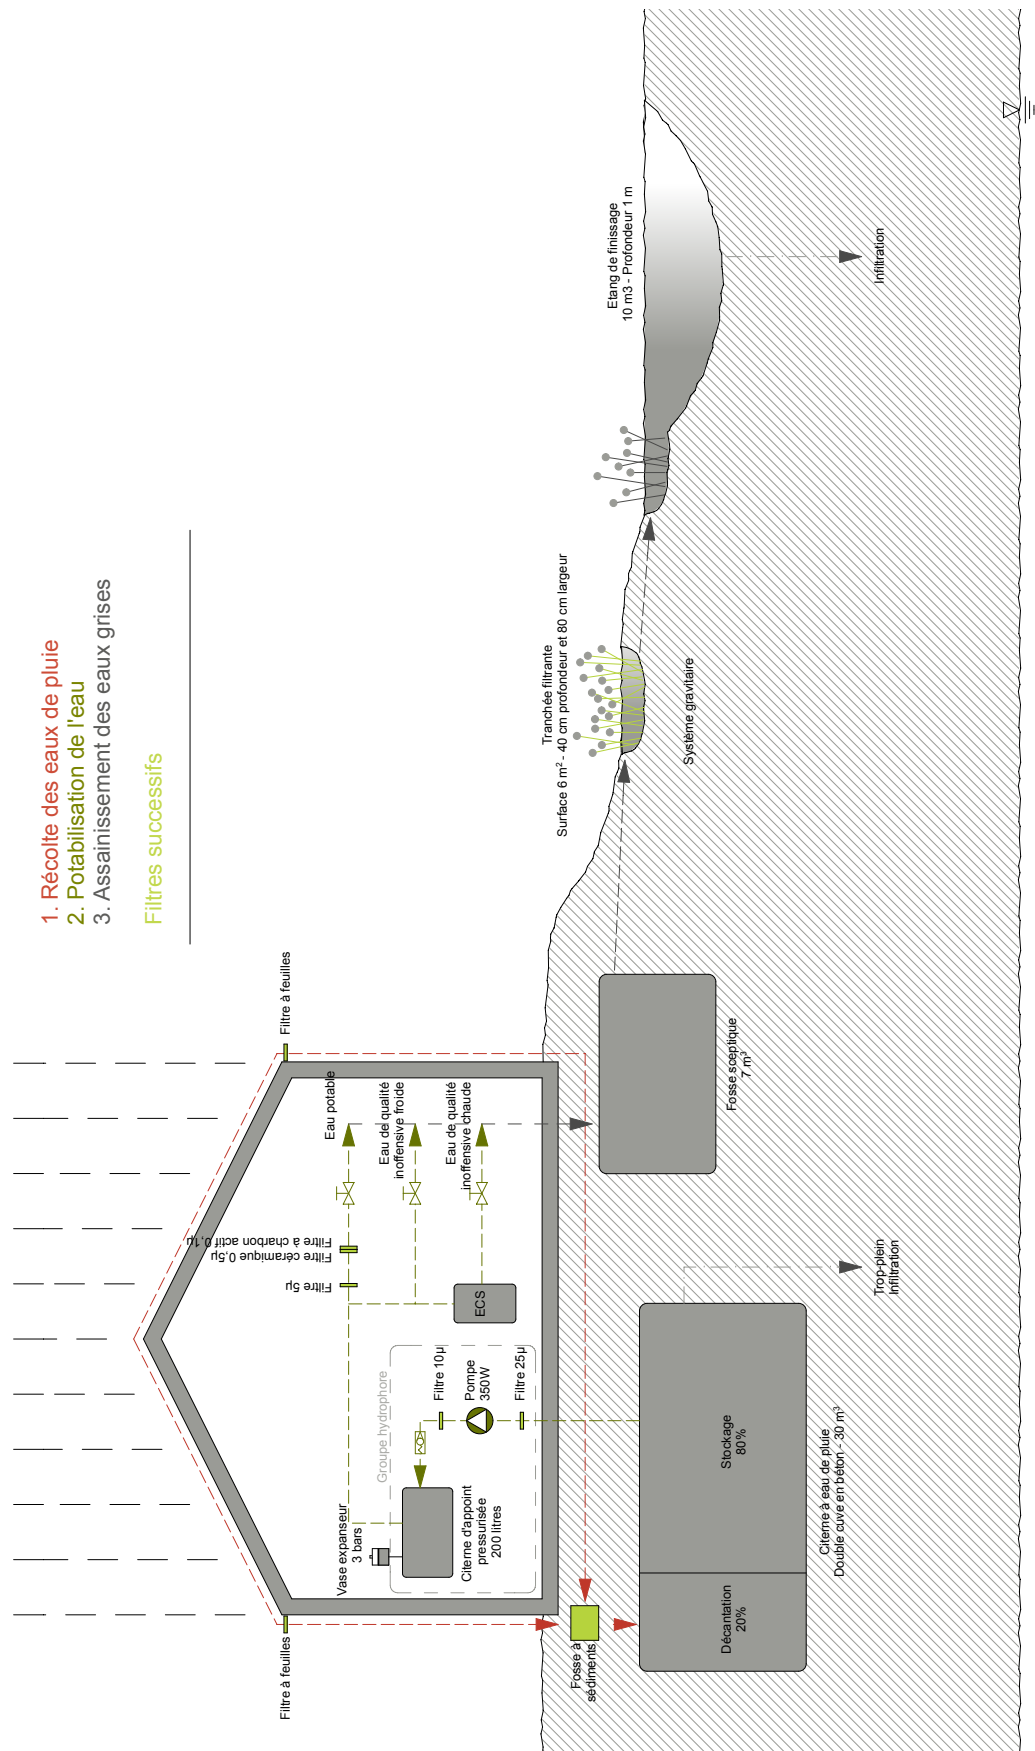 1. Récolte des eaux de pluie
2. Potabilisation de l'eau
3. Assainissement des eaux grises
Filtres successifs
Filtre à feuilles
Filtre à feuilles
Eau potable
Eau de qualité
inoffensive froide
Eau de qualité
inoffensive chaude
Filtre à charbon actif 0,1µ
Filtre céramique 0,5µ
Filtre 5µ
ECS
Groupe hydrophore
Filtre 10µ
Pompe
350W
Filtre 25µ
Vase expanseur
3 bars
Citerne d'appoint
pressurisée
200 litres
Fosse à
sédiments
Décantation
20%
Stockage
80%
Citerne à eau de pluie
Double cuve en béton - 30 m³
Trop-plein
Infiltration
Fosse sceptique
7 m³
Tranchée filtrante
Surface 6 m² - 40 cm profondeur et 80 cm largeur
Système gravitaire
Etang de finissage
10 m3 - Profondeur 1 m
Infiltration